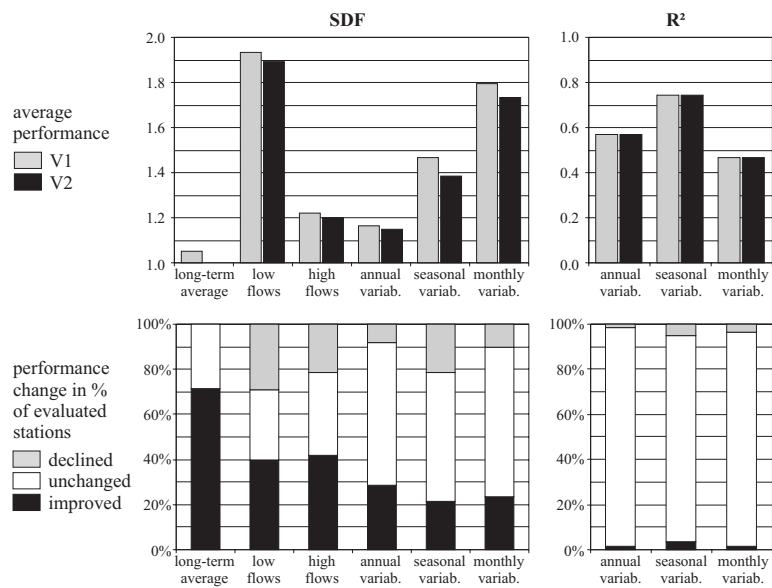 SDF
R²
average
performance
V1
V2
2.0
1.8
1.6
1.4
1.2
1.0
long-term
average
low
flows
high
flows
annual
variab.
seasonal
variab.
monthly
variab.
1.0
0.8
0.6
0.4
0.2
0.0
annual
variab.
seasonal
variab.
monthly
variab.
performance
change in %
of evaluated
stations
declined
unchanged
improved
100%
80%
60%
40%
20%
0%
long-term
average
low
flows
high
flows
annual
variab.
seasonal
variab.
monthly
variab.
100%
80%
60%
40%
20%
0%
annual
variab.
seasonal
variab.
monthly
variab.